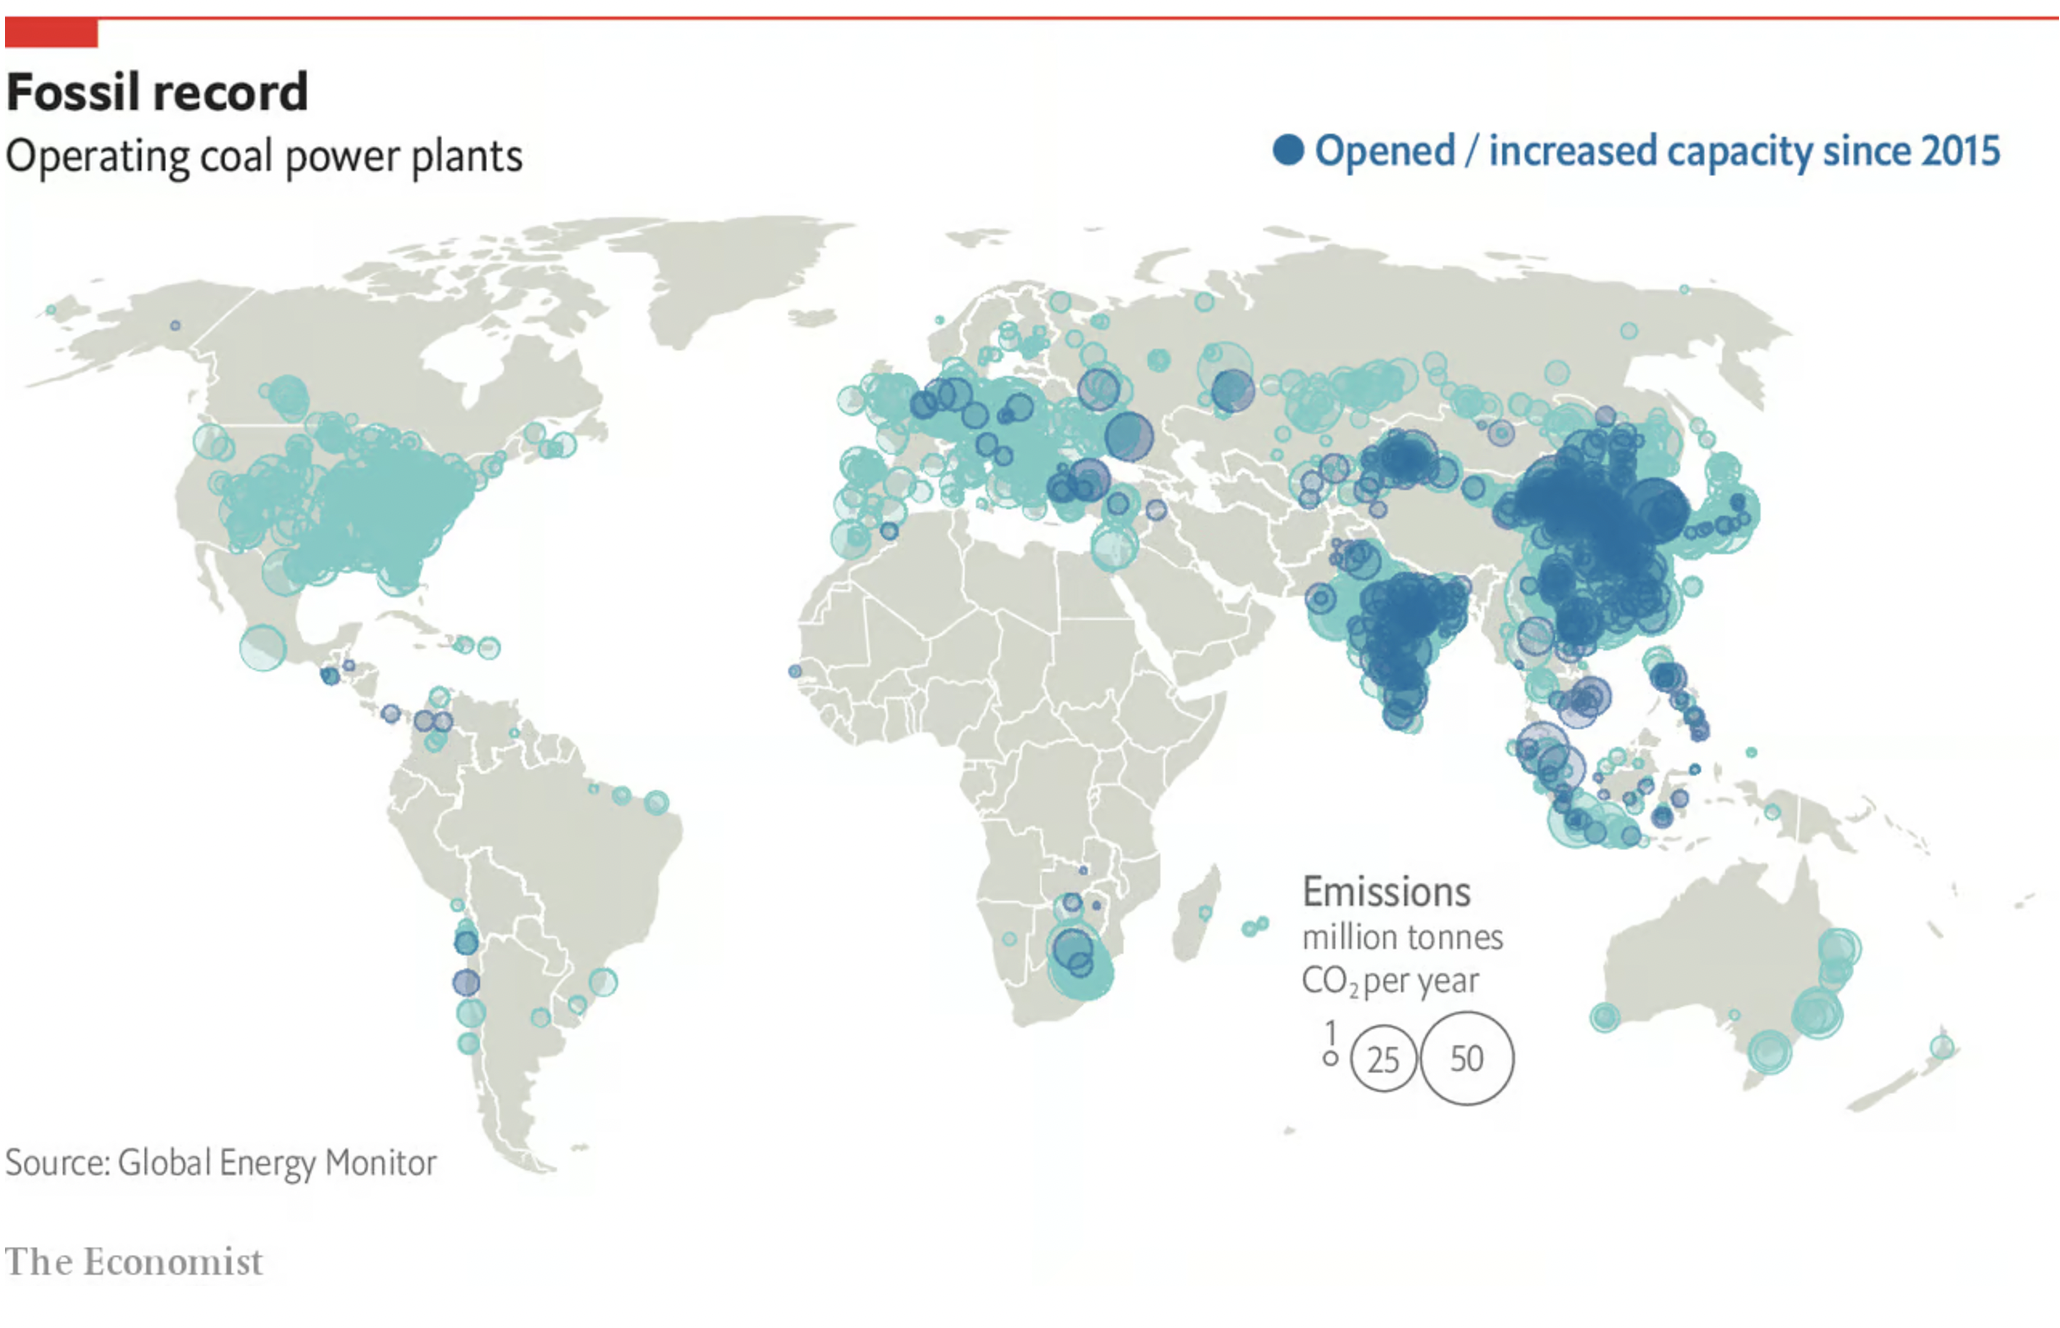 Fossil record
Operating coal power plants
Opened / increased capacity since 2015
Emissions
million tonnes
CO₂ per year
1
25
50
Source: Global Energy Monitor
The Economist